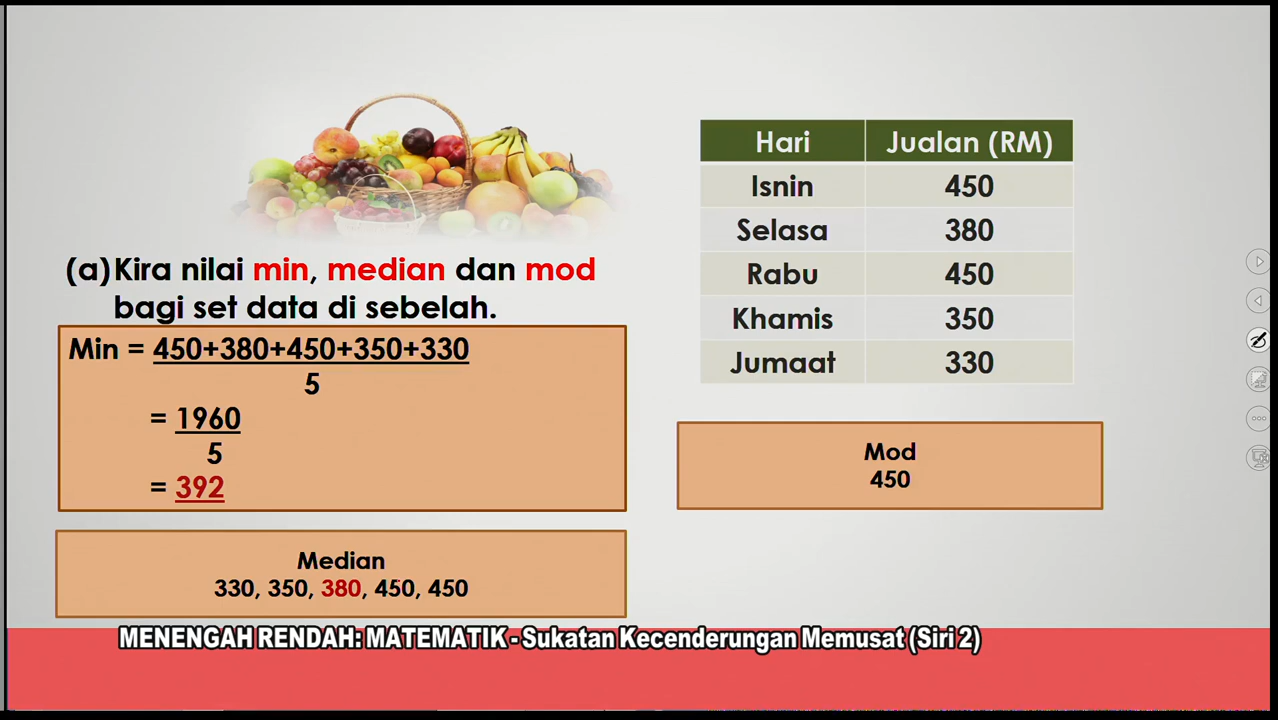 (a)Kira nilai min, median dan mod
bagi set data di sebelah.
Min = 450+380+450+350+330
5
= 1960
5
= 392
Median
330, 350, 380, 450, 450
Hari Jualan (RM)
Isnin 450
Selasa 380
Rabu 450
Khamis 350
Jumaat 330
Mod
450
MENENGAH RENDAH: MATEMATIK - Sukatan Kecenderungan Memusat (Siri 2)